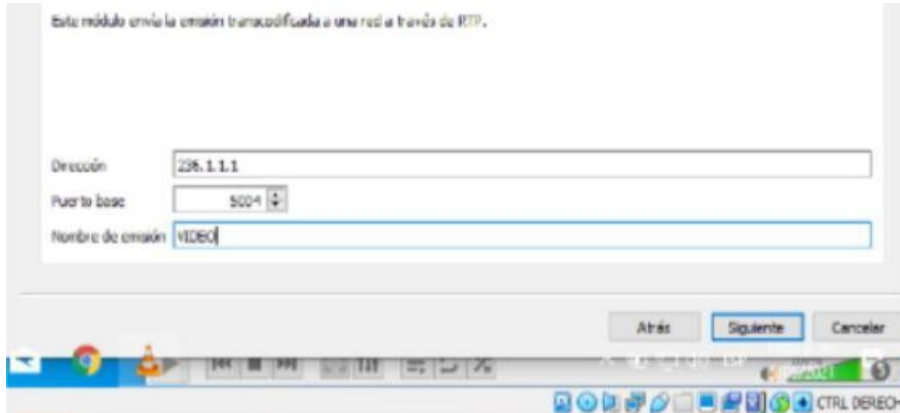 Este módulo envía la emisión transcodificada a una red a través de RTP.
Dirección 236.1.1.1
Puerto base 5004
Nombre de emisión VIDEO
Atrás Siguiente Cancelar
CTRL DERECH